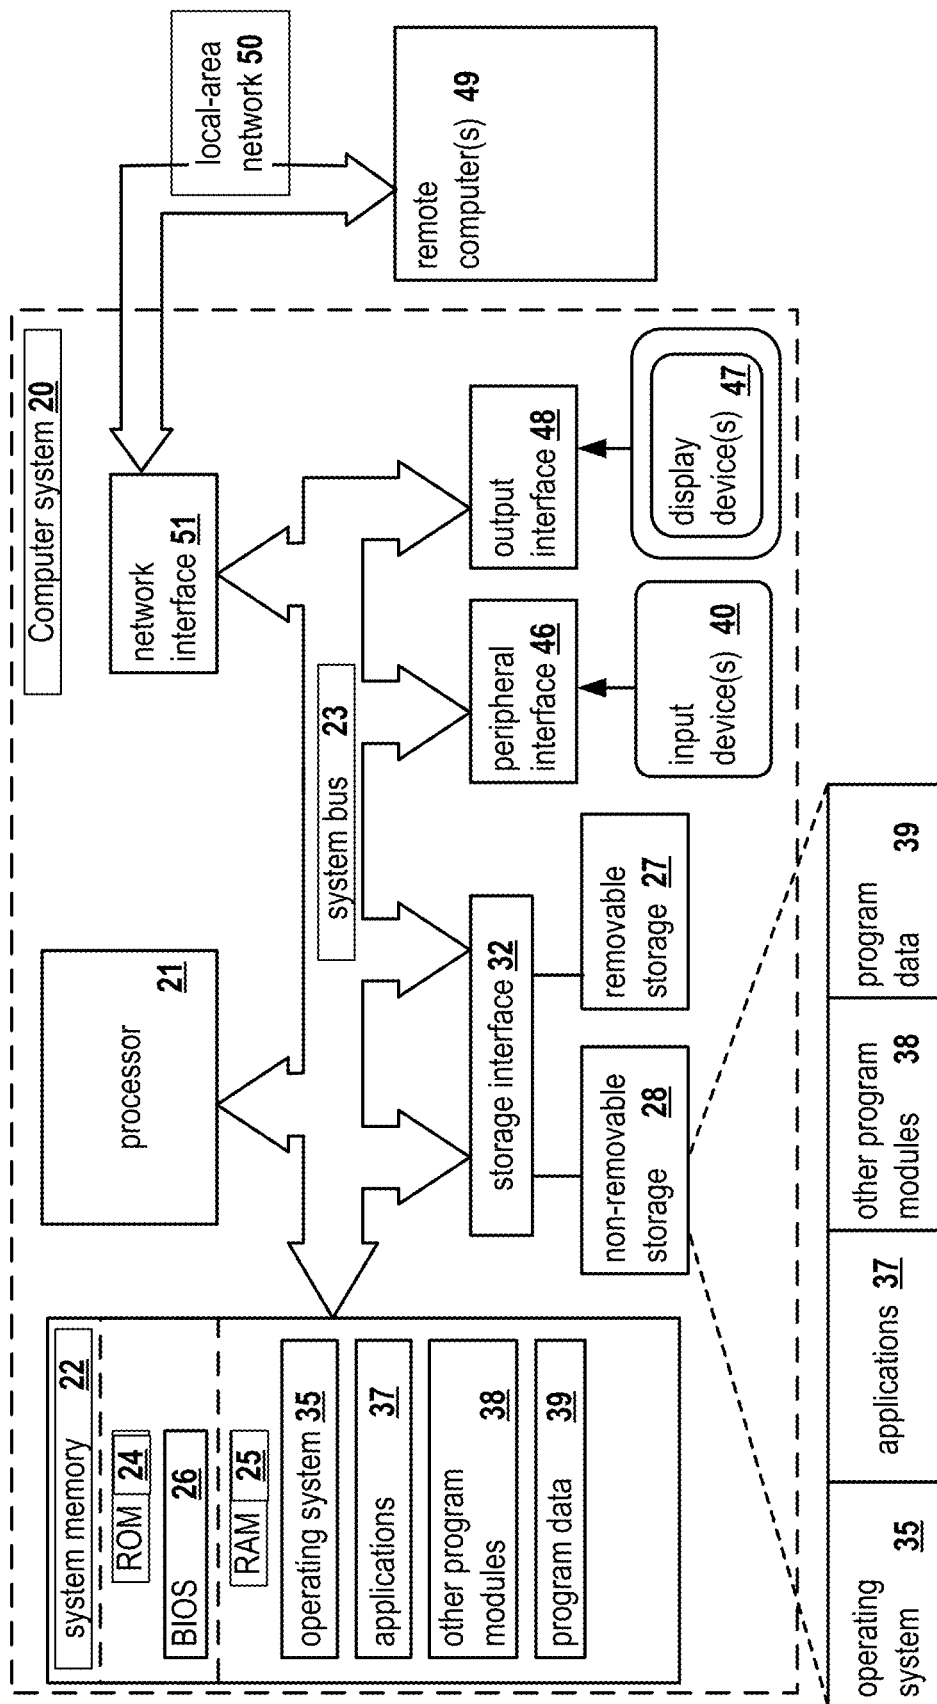 Computer system 20
system memory 22
ROM 24
BIOS 26
RAM 25
operating system 35
applications
37
other program
modules 38
program data 39
processor
21
network
interface 51
local-area
network 50
system bus 23
remote
computer(s) 49
storage interface 32
peripheral
interface 46
output
interface 48
non-removable
storage 28
removable
storage 27
input
device(s) 40
display
device(s) 47
operating
system 35
applications 37
other program
modules 38
program
data 39